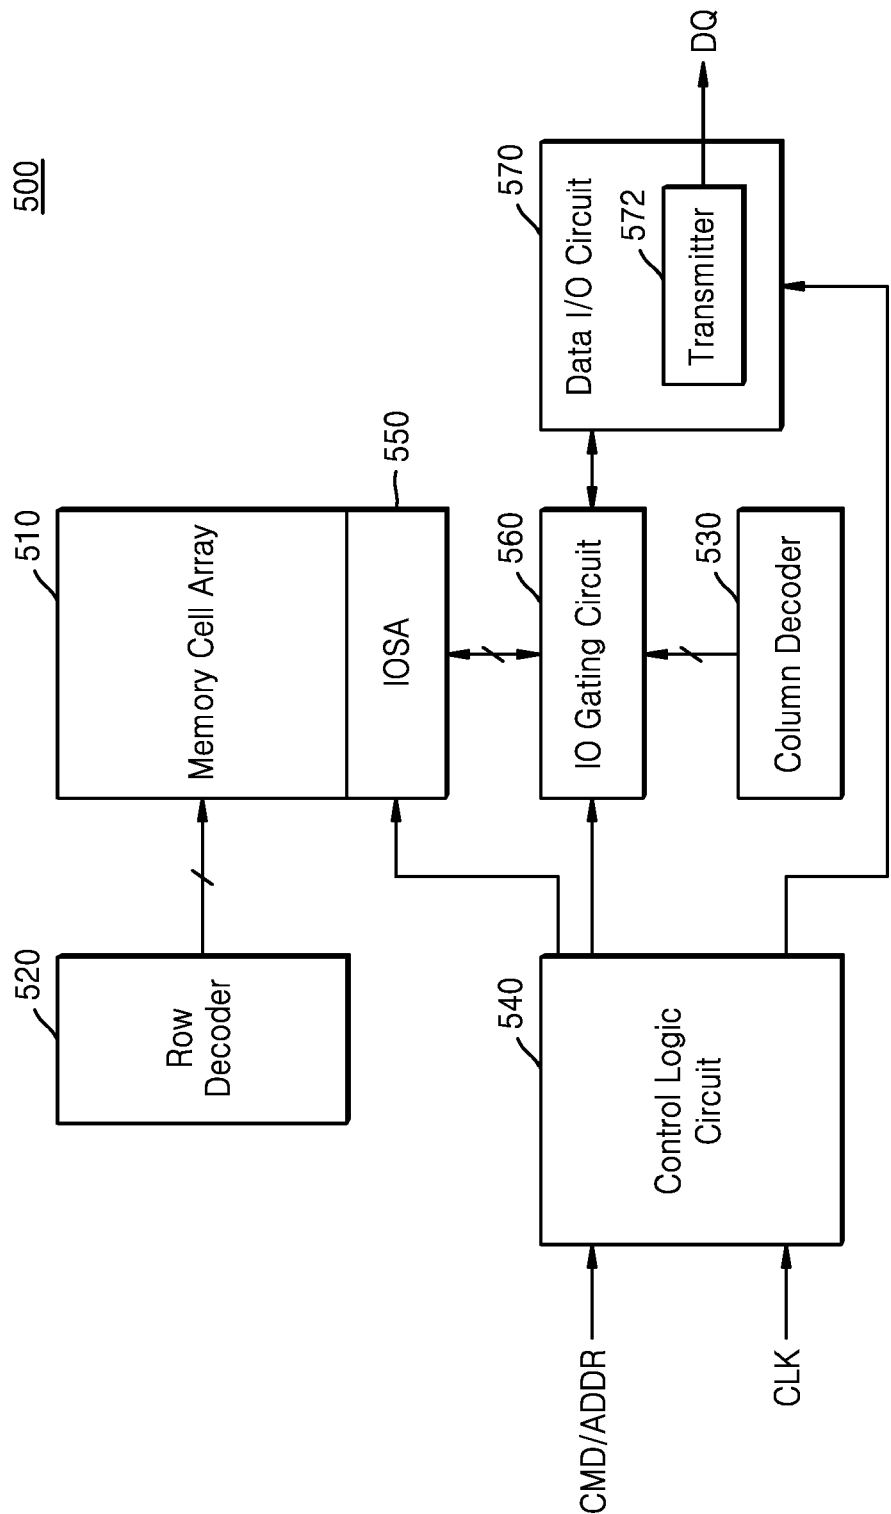 500
520
Row
Decoder
510
Memory Cell Array
550
IOSA
540
Control Logic
Circuit
CMD/ADDR
CLK
560
IO Gating Circuit
530
Column Decoder
570
Data I/O Circuit
572
Transmitter
DQ